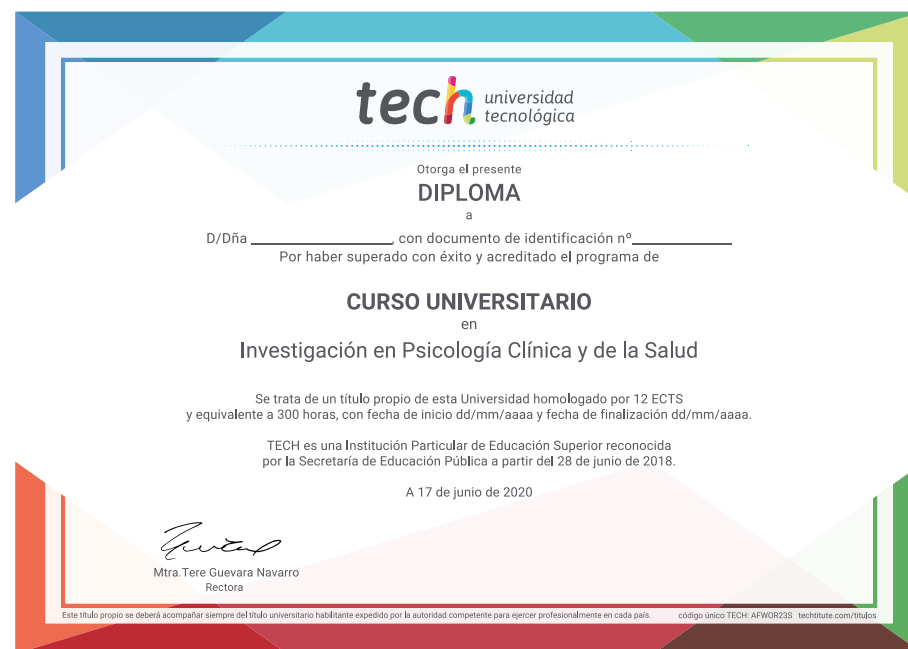 tech universidad
tecnológica
Otorga el presente
DIPLOMA
a
D/Dña ____________________, con documento de identificación nº______________
Por haber superado con éxito y acreditado el programa de
CURSO UNIVERSITARIO
en
Investigación en Psicología Clínica y de la Salud
Se trata de un título propio de esta Universidad homologado por 12 ECTS
y equivalente a 300 horas, con fecha de inicio dd/mm/aaaa y fecha de finalización dd/mm/aaaa.
TECH es una Institución Particular de Educación Superior reconocida
por la Secretaría de Educación Pública a partir del 28 de junio de 2018.
A 17 de junio de 2020
Mtra.Tere Guevara Navarro
Rectora
Este título propio se deberá acompañar siempre del título universitario habilitante expedido por la autoridad competente para ejercer profesionalmente en cada país. código único TECH: AFWOR23S techtitute.com/titulos